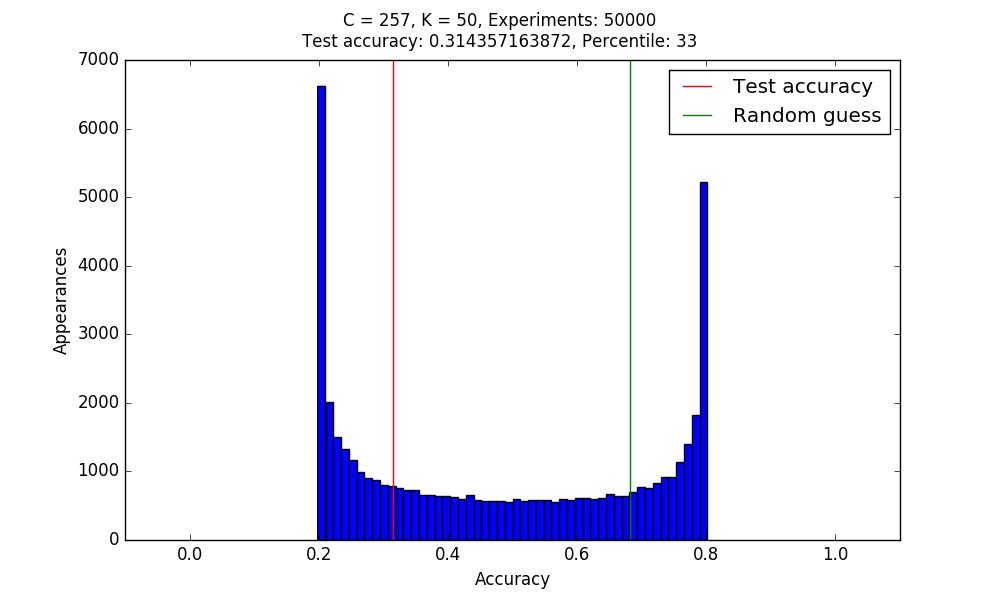 C = 257, K = 50, Experiments: 50000
Test accuracy: 0.314357163872, Percentile: 33
7000
6000
5000
4000
3000
2000
1000
0
Appearances
Test accuracy
Random guess
0.0 0.2 0.4 0.6 0.8 1.0
Accuracy